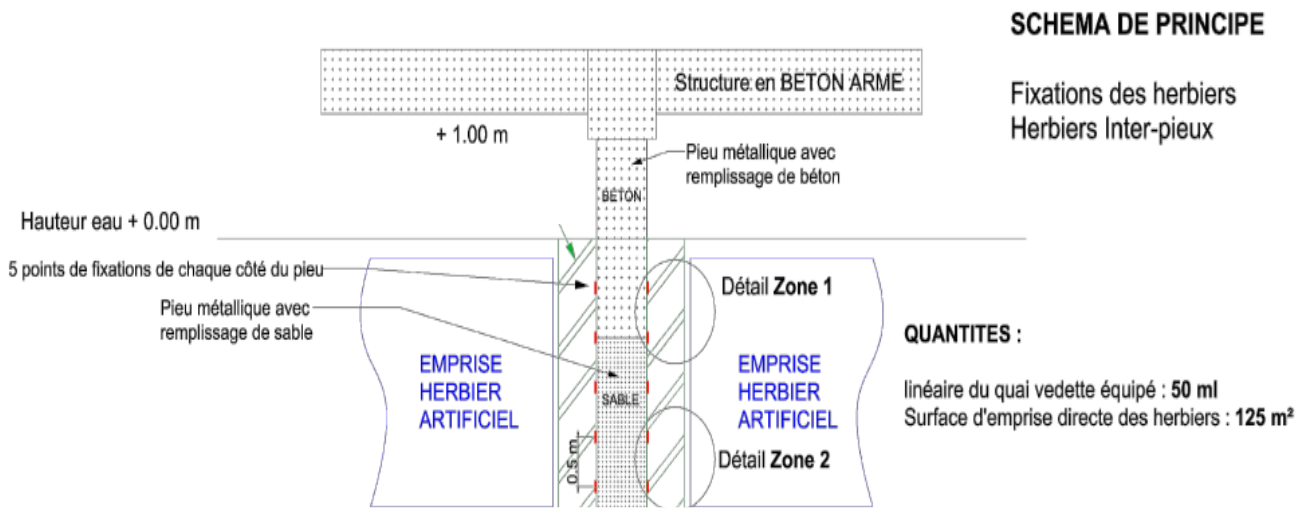 SCHEMA DE PRINCIPE
Fixations des herbiers
Herbiers Inter-pieux
Structure en BETON ARME
+ 1.00 m
Pieu métallique avec
remplissage de béton
BETON
Hauteur eau + 0.00 m
5 points de fixations de chaque côté du pieu
Pieu métallique avec
remplissage de sable
Détail Zone 1
EMPRISE
HERBIER
ARTIFICIEL
SABLE
EMPRISE
HERBIER
ARTIFICIEL
0.5 m
Détail Zone 2
QUANTITES :
linéaire du quai vedette équipé : 50 ml
Surface d'emprise directe des herbiers : 125 m²